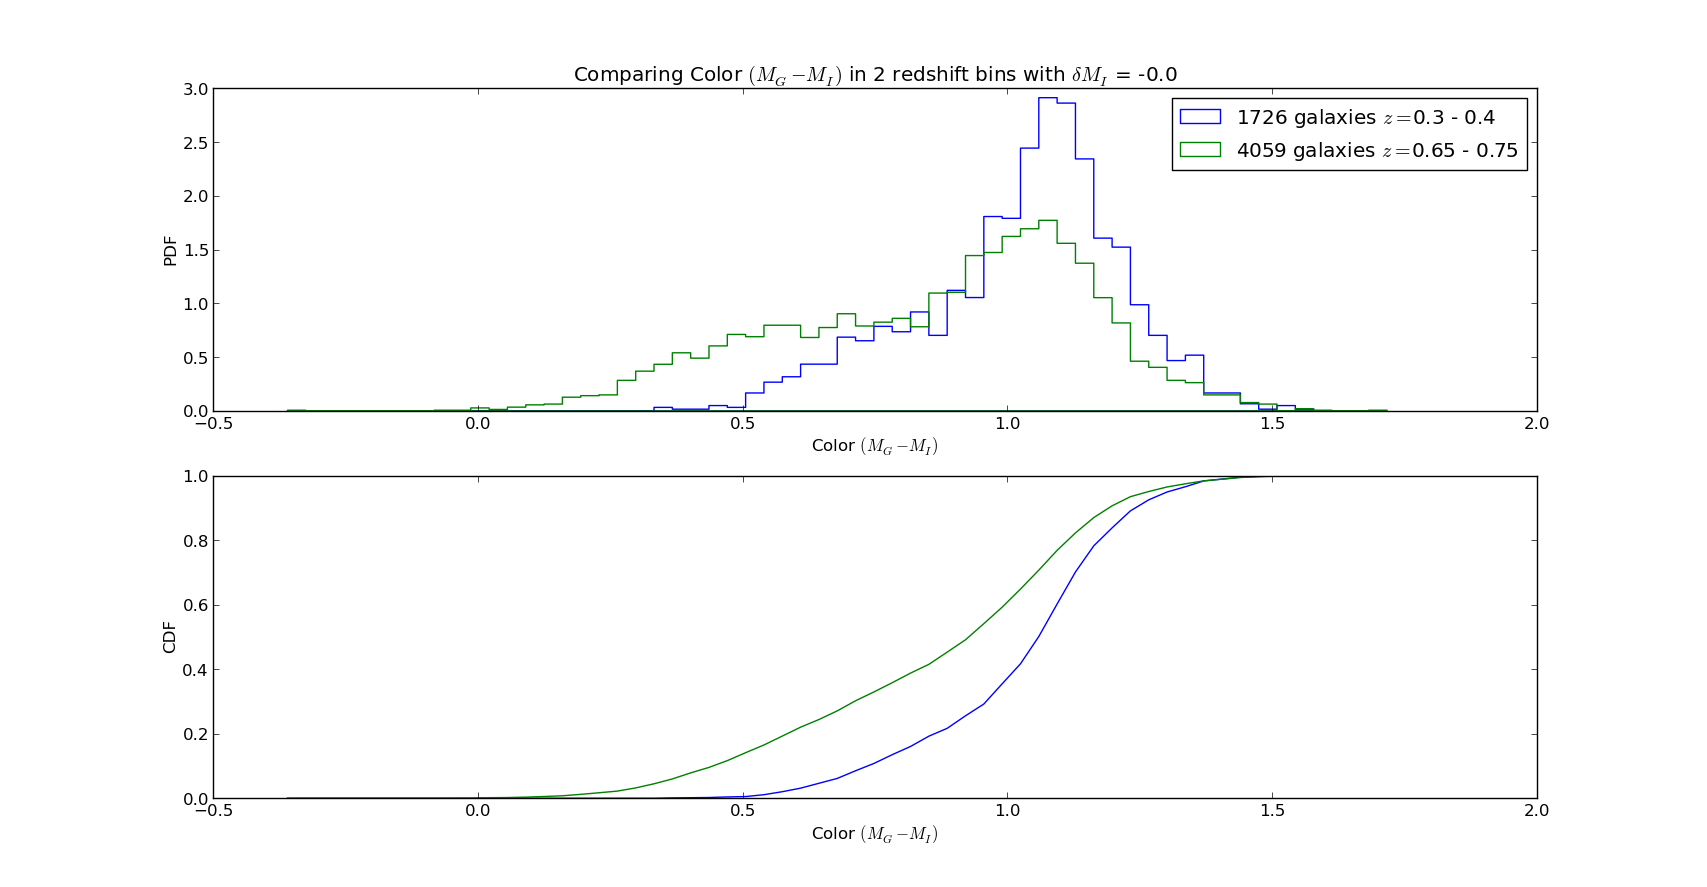 Comparing Color (M_G − M_I) in 2 redshift bins with δM_I = -0.0
3.0
2.5
2.0
1.5
1.0
0.5
0.0
PDF
1726 galaxies z = 0.3 - 0.4
4059 galaxies z = 0.65 - 0.75
−0.5 0.0 0.5 1.0 1.5 2.0
Color (M_G − M_I)
1.0
0.8
0.6
0.4
0.2
0.0
CDF
−0.5 0.0 0.5 1.0 1.5 2.0
Color (M_G − M_I)